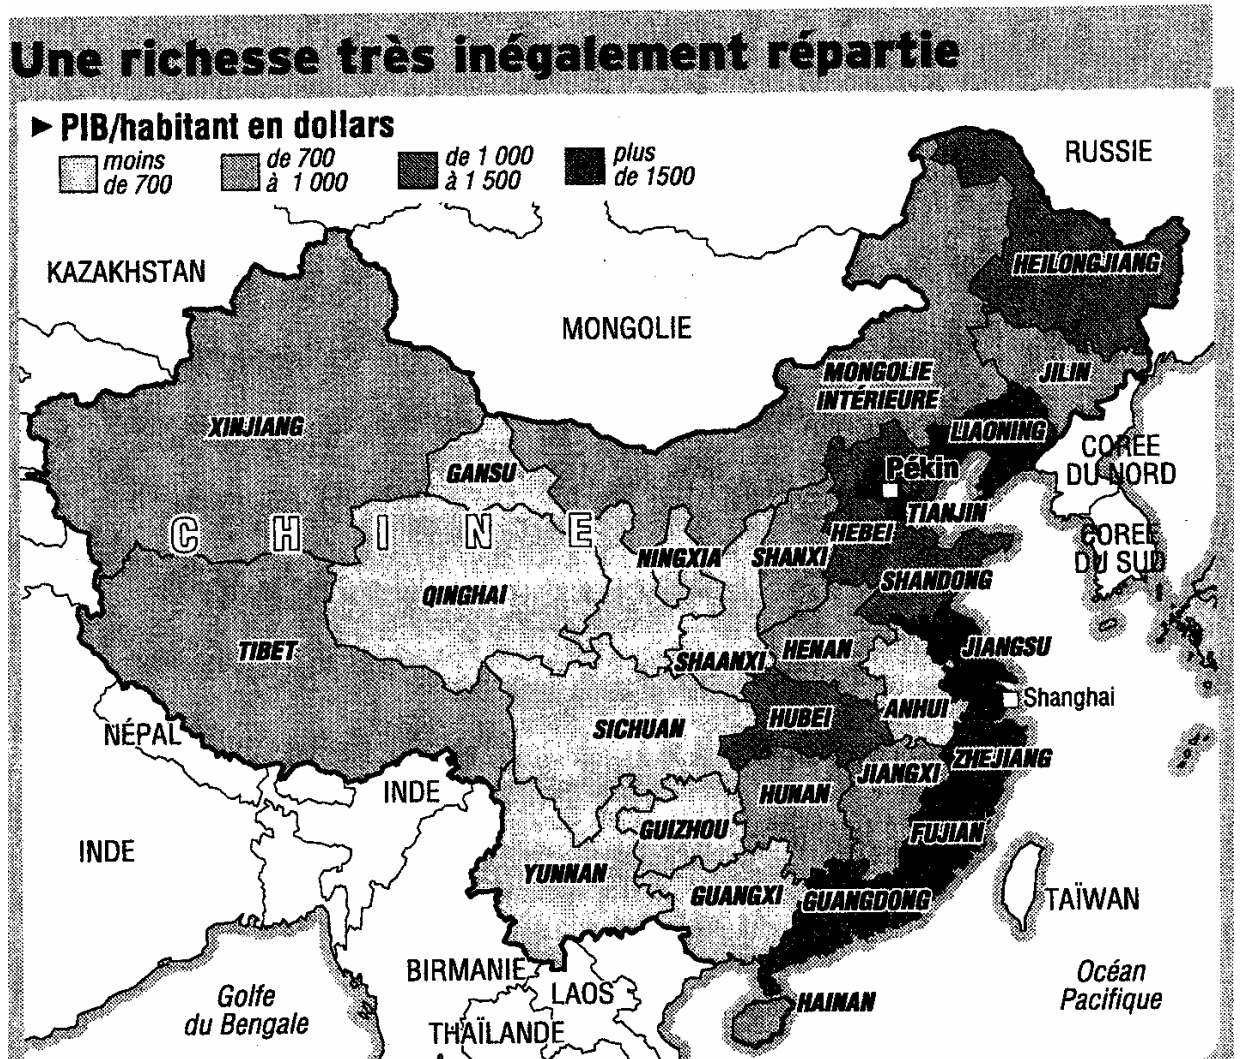 Une richesse très inégalement répartie
► PIB/habitant en dollars
moins
de 700
de 700
à 1 000
de 1 000
à 1 500
plus
de 1500
RUSSIE
KAZAKHSTAN
HEILONGJIANG
MONGOLIE
MONGOLIE
INTÉRIEURE
JILIN
XINJIANG
LIAONING
GANSU
Pékin
CORÉE
DU NORD
CHINE
TIANJIN
HEBEI
NINGXIA
SHANXI
CORÉE
DU SUD
QINGHAI
SHANDONG
TIBET
SHAANXI
HENAN
JIANGSU
SICHUAN
HUBEI
ANHUI
Shanghai
NÉPAL
ZHEJIANG
JIANGXI
INDE
HUNAN
GUIZHOU
FUJIAN
INDE
YUNNAN
GUANGXI
GUANGDONG
TAÏWAN
BIRMANIE
LAOS
Golfe
du Bengale
HAINAN
Océan
Pacifique
THAÏLANDE